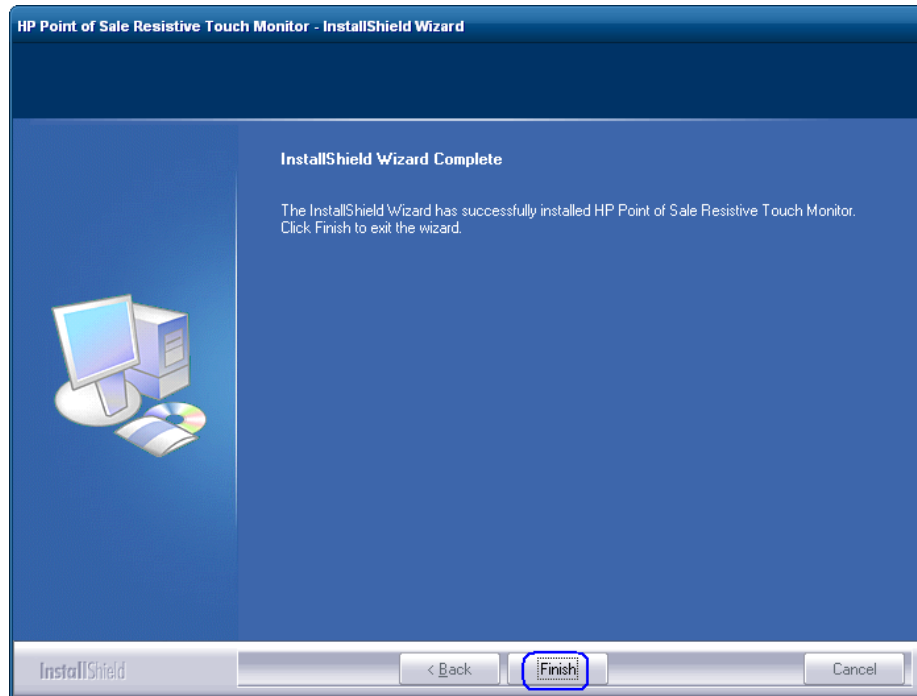 HP Point of Sale Resistive Touch Monitor - InstallShield Wizard
InstallShield Wizard Complete
The InstallShield Wizard has successfully installed HP Point of Sale Resistive Touch Monitor.
Click Finish to exit the wizard.
InstallShield
< Back
Finish
Cancel